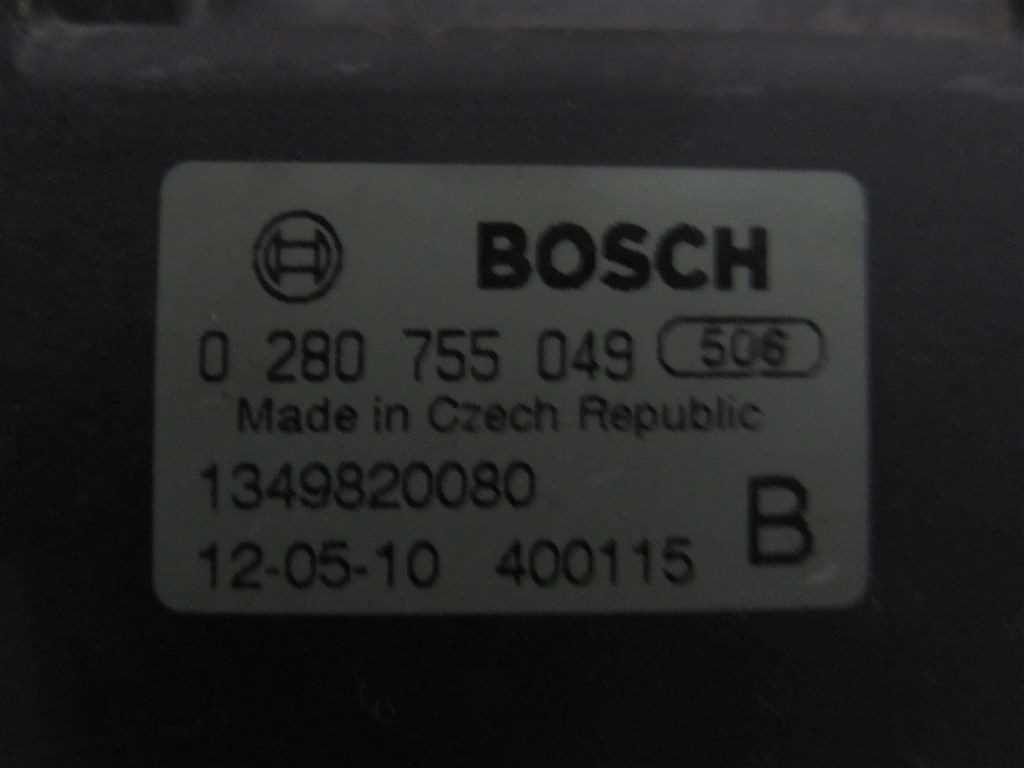 BOSCH
0 280 755 049 506
Made in Czech Republic
1349820080
12-05-10 400115 B